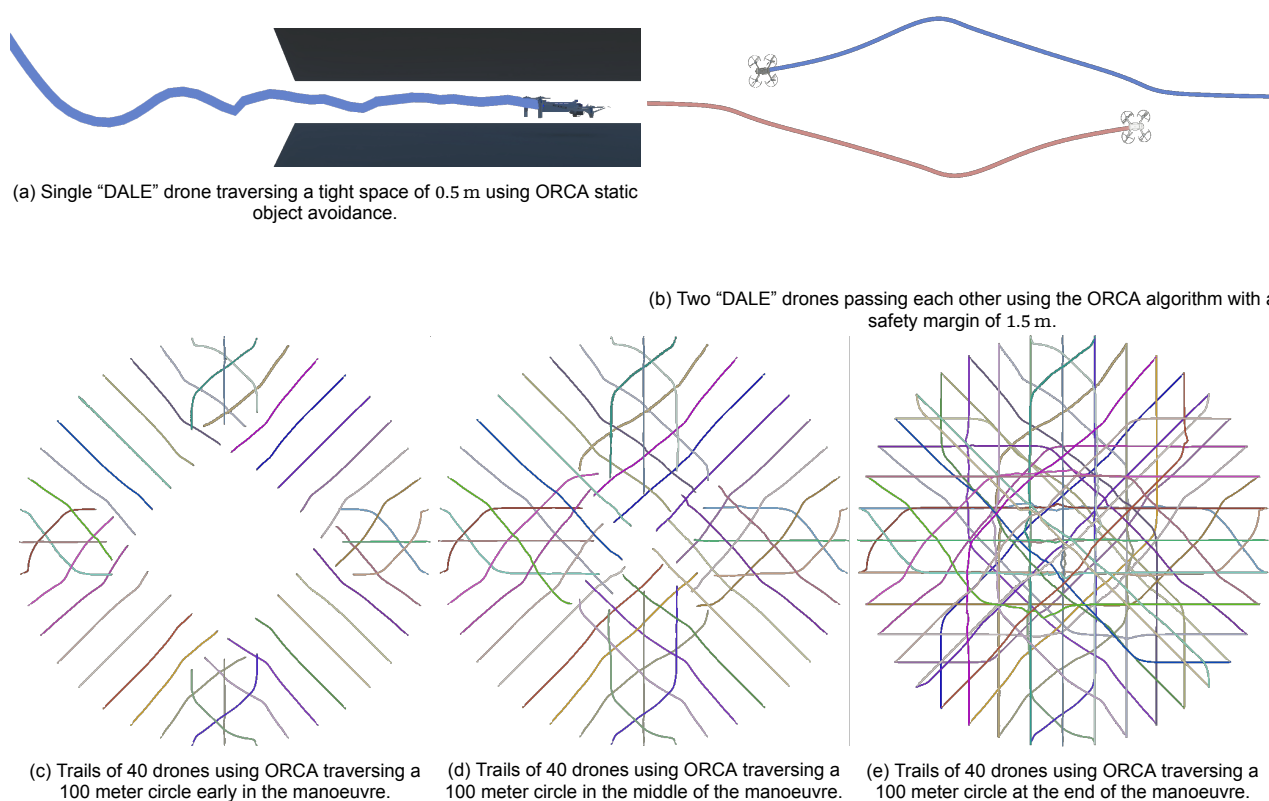 (a) Single “DALE” drone traversing a tight space of 0.5 m using ORCA static
object avoidance.
(b) Two “DALE” drones passing each other using the ORCA algorithm with a
safety margin of 1.5 m.
(c) Trails of 40 drones using ORCA traversing a
100 meter circle early in the manoeuvre.
(d) Trails of 40 drones using ORCA traversing a
100 meter circle in the middle of the manoeuvre.
(e) Trails of 40 drones using ORCA traversing a
100 meter circle at the end of the manoeuvre.